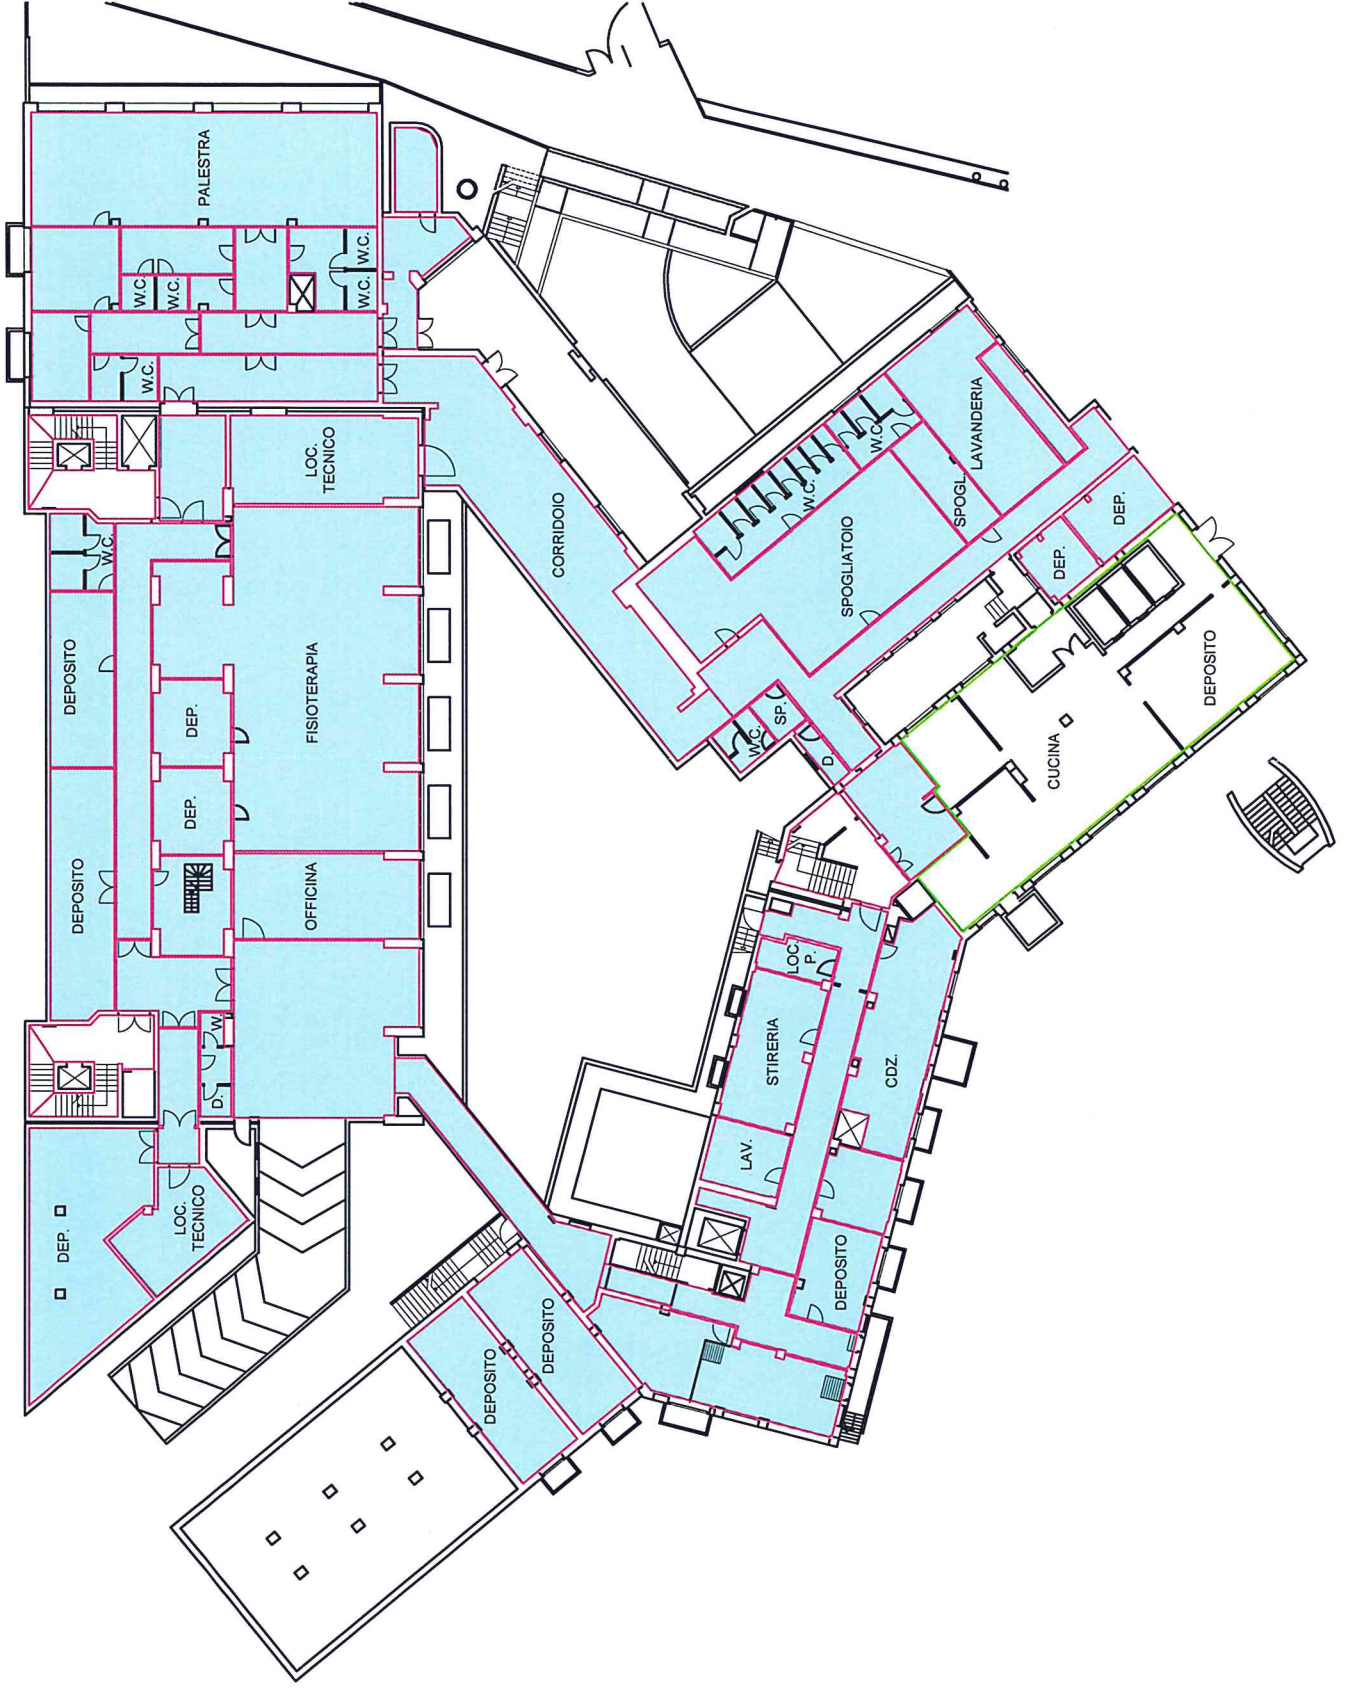 PALESTRA
W.C.
W.C.
W.C.
W.C.
W.C.
LOC.
TECNICO
W.C.
DEPOSITO
DEP.
FISIOTERAPIA
DEP.
DEPOSITO
OFFICINA
W.
D.
DEP.
LOC.
TECNICO
CORRIDOIO
W.C.
W.C.
LAVANDERIA
SPOGL.
SPOGLIATOIO
DEP.
DEP.
SP.
W.C.
D.
CUCINA
DEPOSITO
LOC.
P.
STIRERIA
CDZ.
LAV.
DEPOSITO
DEPOSITO
DEPOSITO